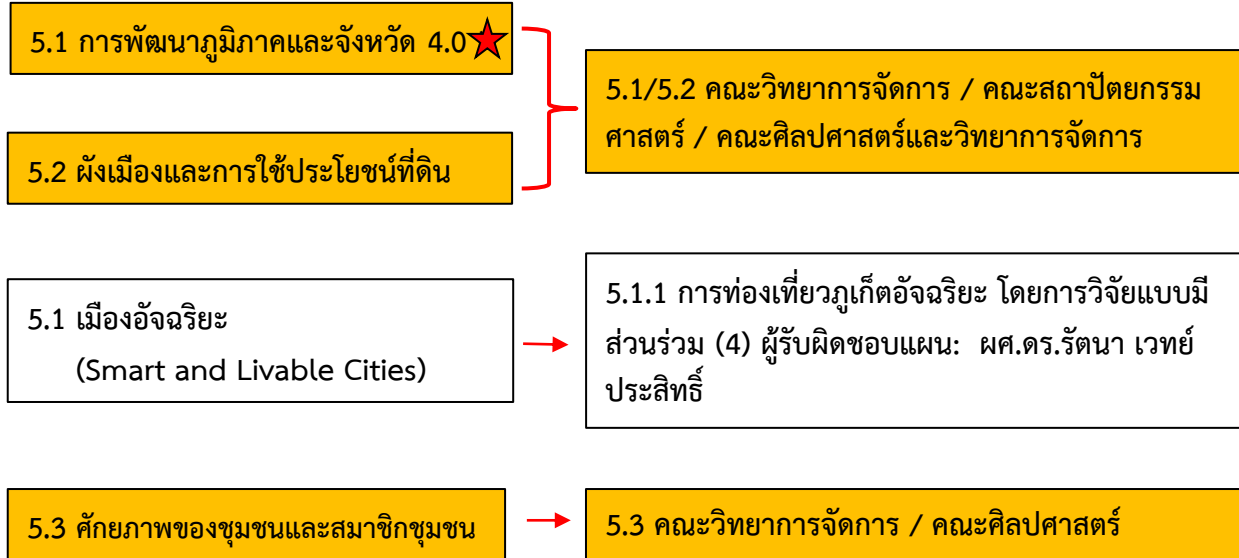 5.1 การพัฒนาภูมิภาคและจังหวัด 4.0
5.2 ผังเมืองและการใช้ประโยชน์ที่ดิน
5.1/5.2 คณะวิทยาการจัดการ / คณะสถาปัตยกรรม
ศาสตร์ / คณะศิลปศาสตร์และวิทยาการจัดการ
5.1 เมืองอัจฉริยะ
(Smart and Livable Cities)
5.1.1 การท่องเที่ยวภูเก็ตอัจฉริยะ โดยการวิจัยแบบมี
ส่วนร่วม (4) ผู้รับผิดชอบแผน: ผศ.ดร.รัตนา เวทย์
ประสิทธิ์
5.3 ศักยภาพของชุมชนและสมาชิกชุมชน
5.3 คณะวิทยาการจัดการ / คณะศิลปศาสตร์